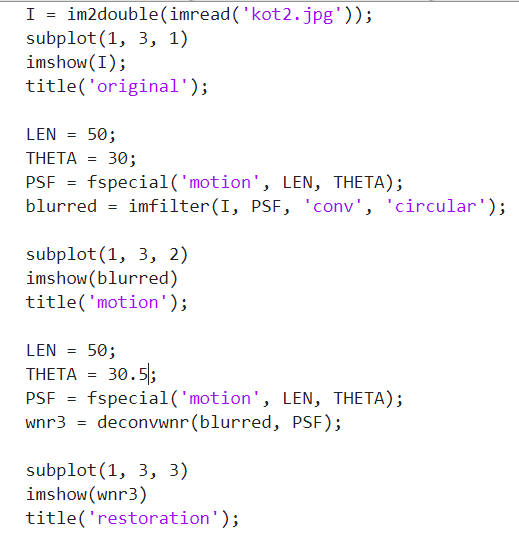 I = im2double(imread('kot2.jpg'));
subplot(1, 3, 1)
imshow(I);
title('original');
LEN = 50;
THETA = 30;
PSF = fspecial('motion', LEN, THETA);
blurred = imfilter(I, PSF, 'conv', 'circular');
subplot(1, 3, 2)
imshow(blurred)
title('motion');
LEN = 50;
THETA = 30.5;
PSF = fspecial('motion', LEN, THETA);
wnr3 = deconvwnr(blurred, PSF);
subplot(1, 3, 3)
imshow(wnr3)
title('restoration');